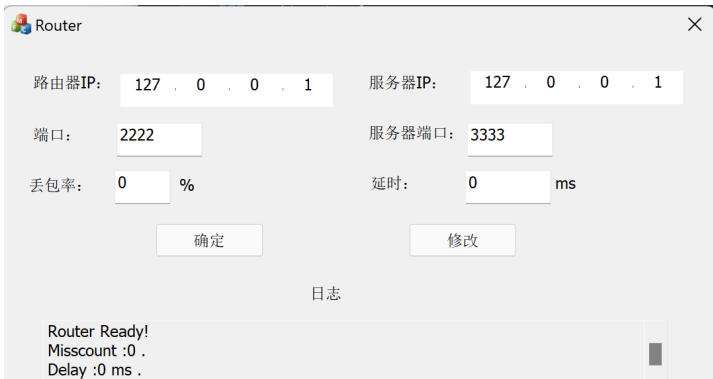 Router
路由器IP: 127 . 0 . 0 . 1 服务器IP: 127 . 0 . 0 . 1
端口: 2222 服务器端口: 3333
丢包率: 0 % 延时: 0 ms
确定 修改
日志
Router Ready!
Misscount :0 .
Delay :0 ms .